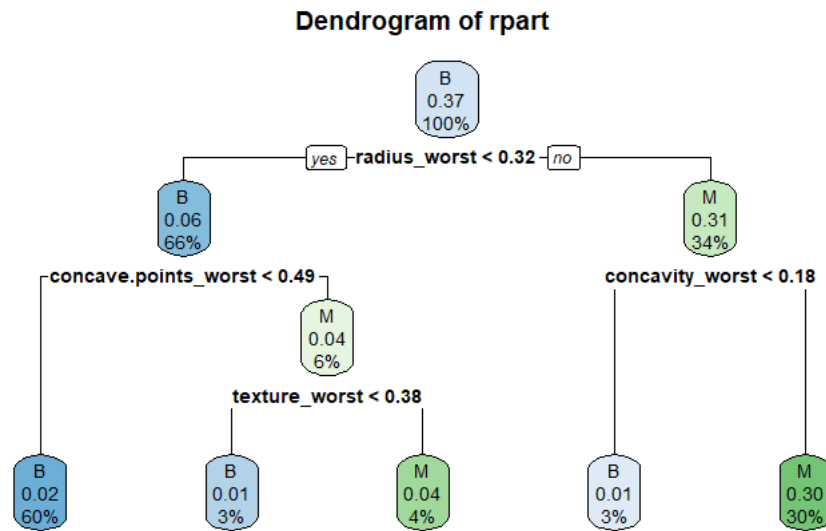 Dendrogram of rpart
B
0.37
100%
yes radius_worst < 0.32 no
B
0.06
66%
M
0.31
34%
concave.points_worst < 0.49
concavity_worst < 0.18
M
0.04
6%
texture_worst < 0.38
B
0.02
60%
B
0.01
3%
M
0.04
4%
B
0.01
3%
M
0.30
30%